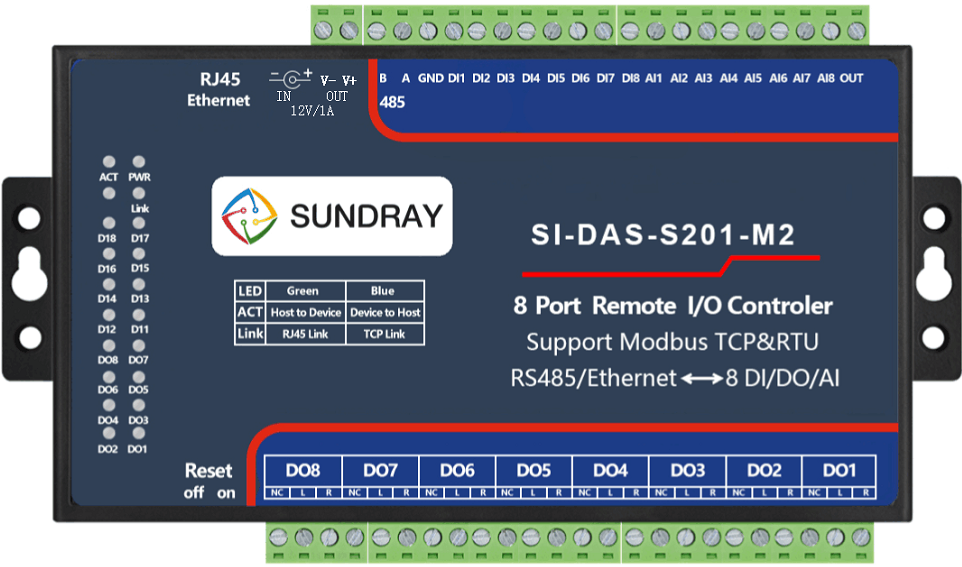 RJ45
Ethernet
- + V- V+
IN OUT
12V/1A
B A GND DI1 DI2 DI3 DI4 DI5 DI6 DI7 DI8 AI1 AI2 AI3 AI4 AI5 AI6 AI7 AI8 OUT
485
ACT PWR
Link
D18 D17
D16 D15
D14 D13
D12 D11
DO8 DO7
DO6 DO5
DO4 DO3
DO2 DO1
SUNDRAY
LED Green Blue
ACT Host to Device Device to Host
Link RJ45 Link TCP Link
SI-DAS-S201-M2
8 Port Remote I/O Controler
Support Modbus TCP&RTU
RS485/Ethernet↔8 DI/DO/AI
Reset
off on
DO8 DO7 DO6 DO5 DO4 DO3 DO2 DO1
NC L R NC L R NC L R NC L R NC L R NC L R NC L R NC L R